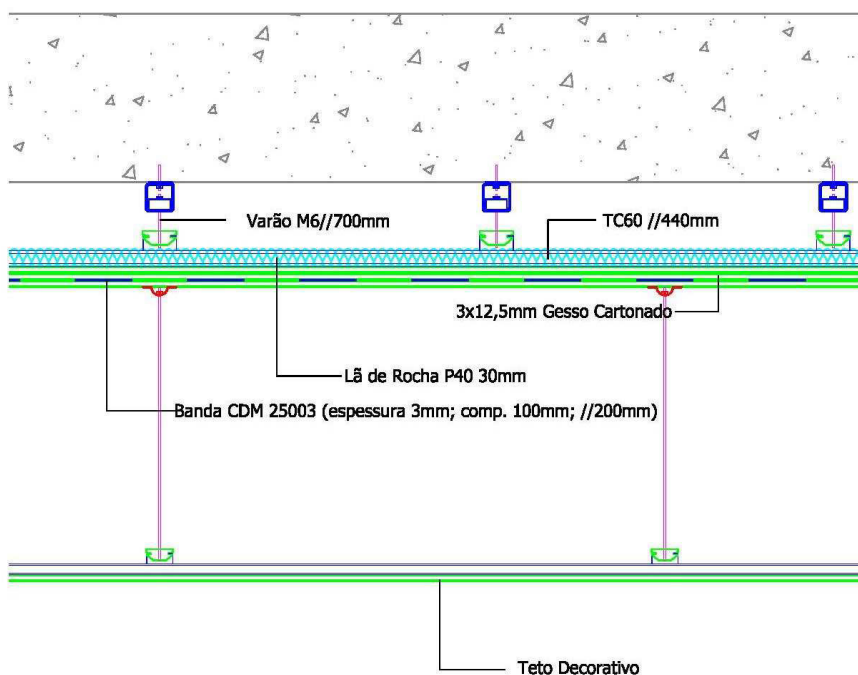 Varão M6//700mm
TC60 //440mm
3x12,5mm Gesso Cartonado
Lã de Rocha P40 30mm
Banda CDM 25003 (espessura 3mm; comp. 100mm; //200mm)
Teto Decorativo